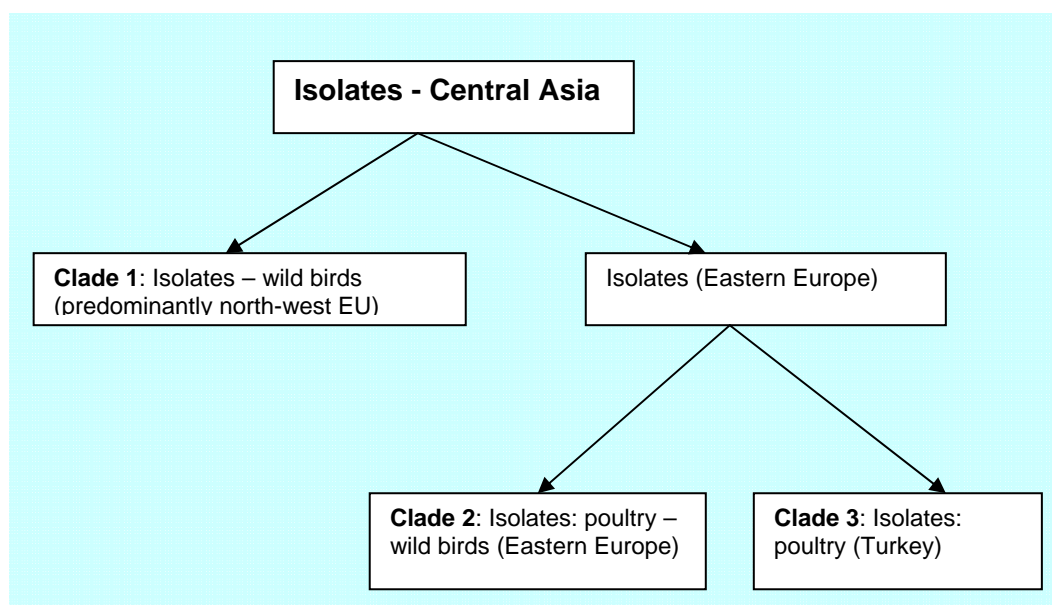 Isolates - Central Asia
Clade 1: Isolates – wild birds
(predominantly north-west EU)
Isolates (Eastern Europe)
Clade 2: Isolates: poultry –
wild birds (Eastern Europe)
Clade 3: Isolates:
poultry (Turkey)